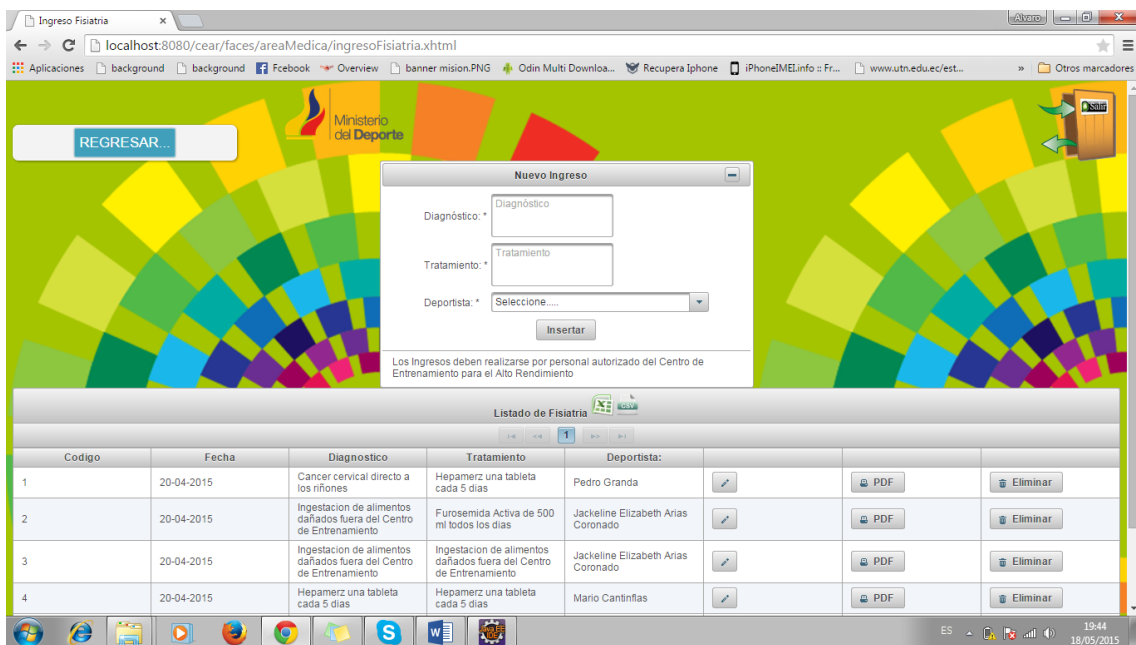 Ingreso Fisiatria
Alvaro
localhost:8080/cear/faces/areaMedica/ingresoFisiatria.xhtml
Aplicaciones background background Fcebook Overview banner mision.PNG Odin Multi Downloa... Recupera Iphone iPhoneIMEI.info :: Fr... www.utn.edu.ec/est... » Otros marcadores
Ministerio
del Deporte
REGRESAR...
Nuevo Ingreso
Diagnóstico: * Diagnóstico
Tratamiento: * Tratamiento
Deportista: * Seleccione.....
Insertar
Los Ingresos deben realizarse por personal autorizado del Centro de
Entrenamiento para el Alto Rendimiento
Listado de Fisiatria
CSV
1
Codigo Fecha Diagnostico Tratamiento Deportista:
1 20-04-2015 Cancer cervical directo a los riñones Hepamerz una tableta cada 5 dias Pedro Granda PDF Eliminar
2 20-04-2015 Ingestacion de alimentos dañados fuera del Centro de Entrenamiento Furosemida Activa de 500 ml todos los dias Jackeline Elizabeth Arias Coronado PDF Eliminar
3 20-04-2015 Ingestacion de alimentos dañados fuera del Centro de Entrenamiento Ingestacion de alimentos dañados fuera del Centro de Entrenamiento Jackeline Elizabeth Arias Coronado PDF Eliminar
4 20-04-2015 Hepamerz una tableta cada 5 dias Hepamerz una tableta cada 5 dias Mario Cantinflas PDF Eliminar
Java EE
IDE
ES
19:44
18/05/2015